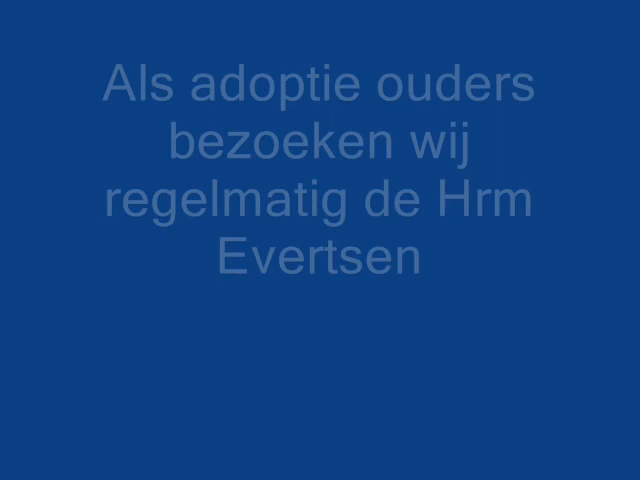 Als adoptie ouders
bezoeken wij
regelmatig de Hrm
Evertsen